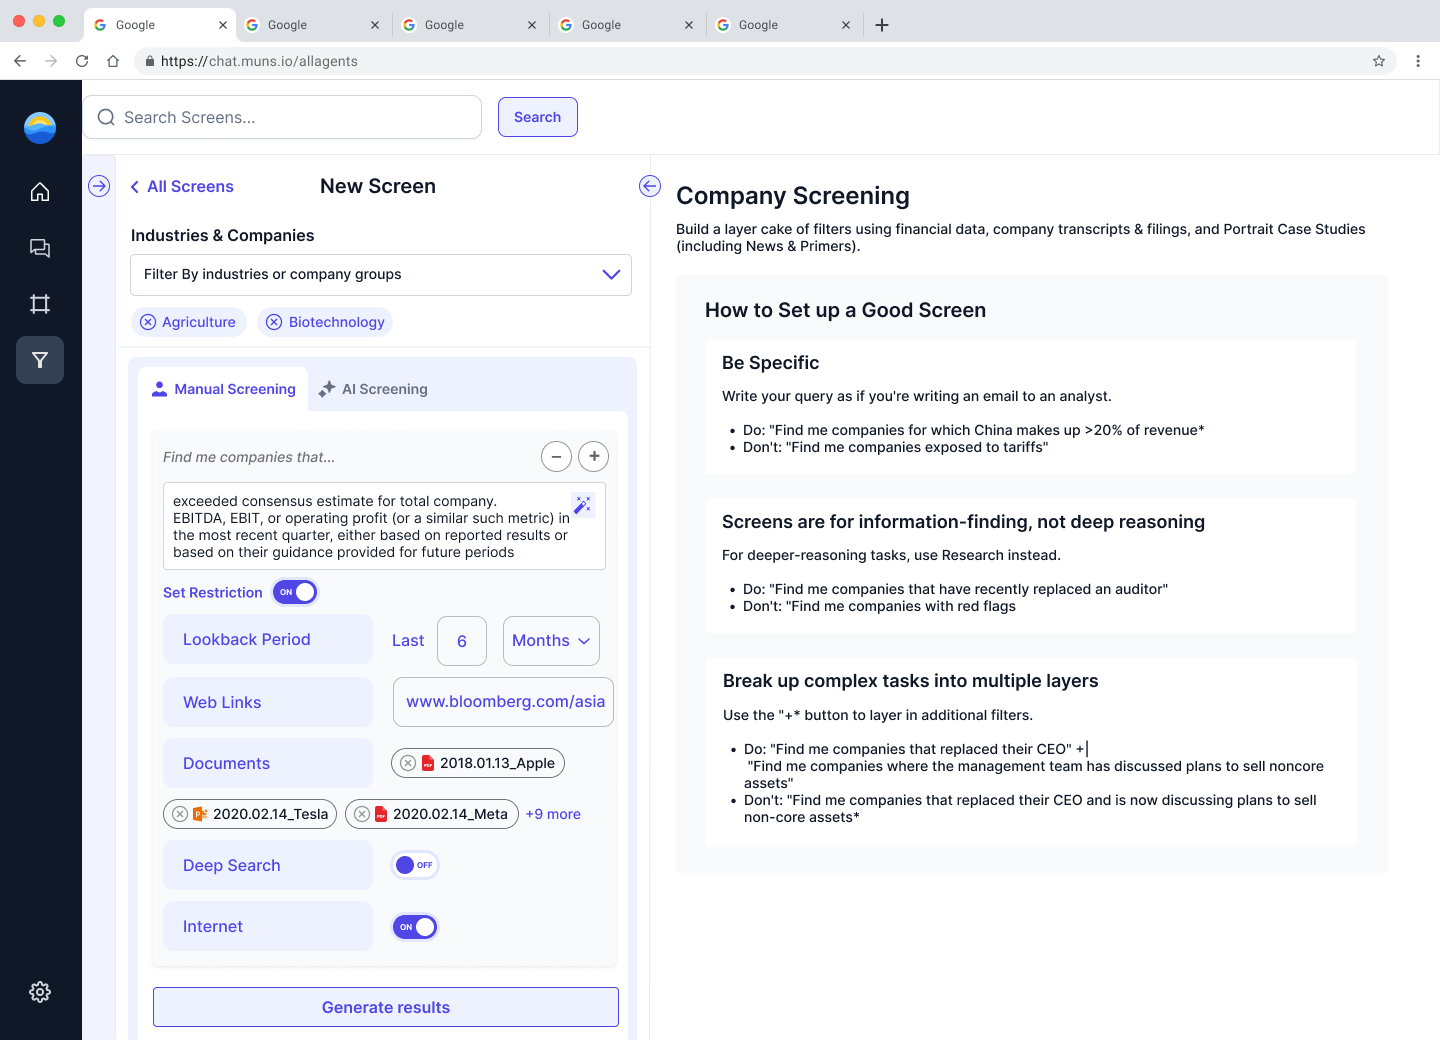 Google
Google
Google
Google
Google
https://chat.muns.io/allagents
Search Screens...
Search
All Screens
New Screen
Industries & Companies
Filter By industries or company groups
Agriculture
Biotechnology
Manual Screening
AI Screening
Find me companies that...
exceeded consensus estimate for total company.
EBITDA, EBIT, or operating profit (or a similar such metric) in
the most recent quarter, either based on reported results or
based on their guidance provided for future periods
Set Restriction
ON
Lookback Period
Last
6
Months
Web Links
www.bloomberg.com/asia
Documents
2018.01.13_Apple
2020.02.14_Tesla
2020.02.14_Meta
+9 more
Deep Search
OFF
Internet
ON
Generate results
Company Screening
Build a layer cake of filters using financial data, company transcripts & filings, and Portrait Case Studies
(including News & Primers).
How to Set up a Good Screen
Be Specific
Write your query as if you're writing an email to an analyst.
• Do: "Find me companies for which China makes up >20% of revenue*
• Don't: "Find me companies exposed to tariffs"
Screens are for information-finding, not deep reasoning
For deeper-reasoning tasks, use Research instead.
• Do: "Find me companies that have recently replaced an auditor"
• Don't: "Find me companies with red flags
Break up complex tasks into multiple layers
Use the "+* button to layer in additional filters.
• Do: "Find me companies that replaced their CEO" +|
"Find me companies where the management team has discussed plans to sell noncore
assets"
• Don't: "Find me companies that replaced their CEO and is now discussing plans to sell
non-core assets*